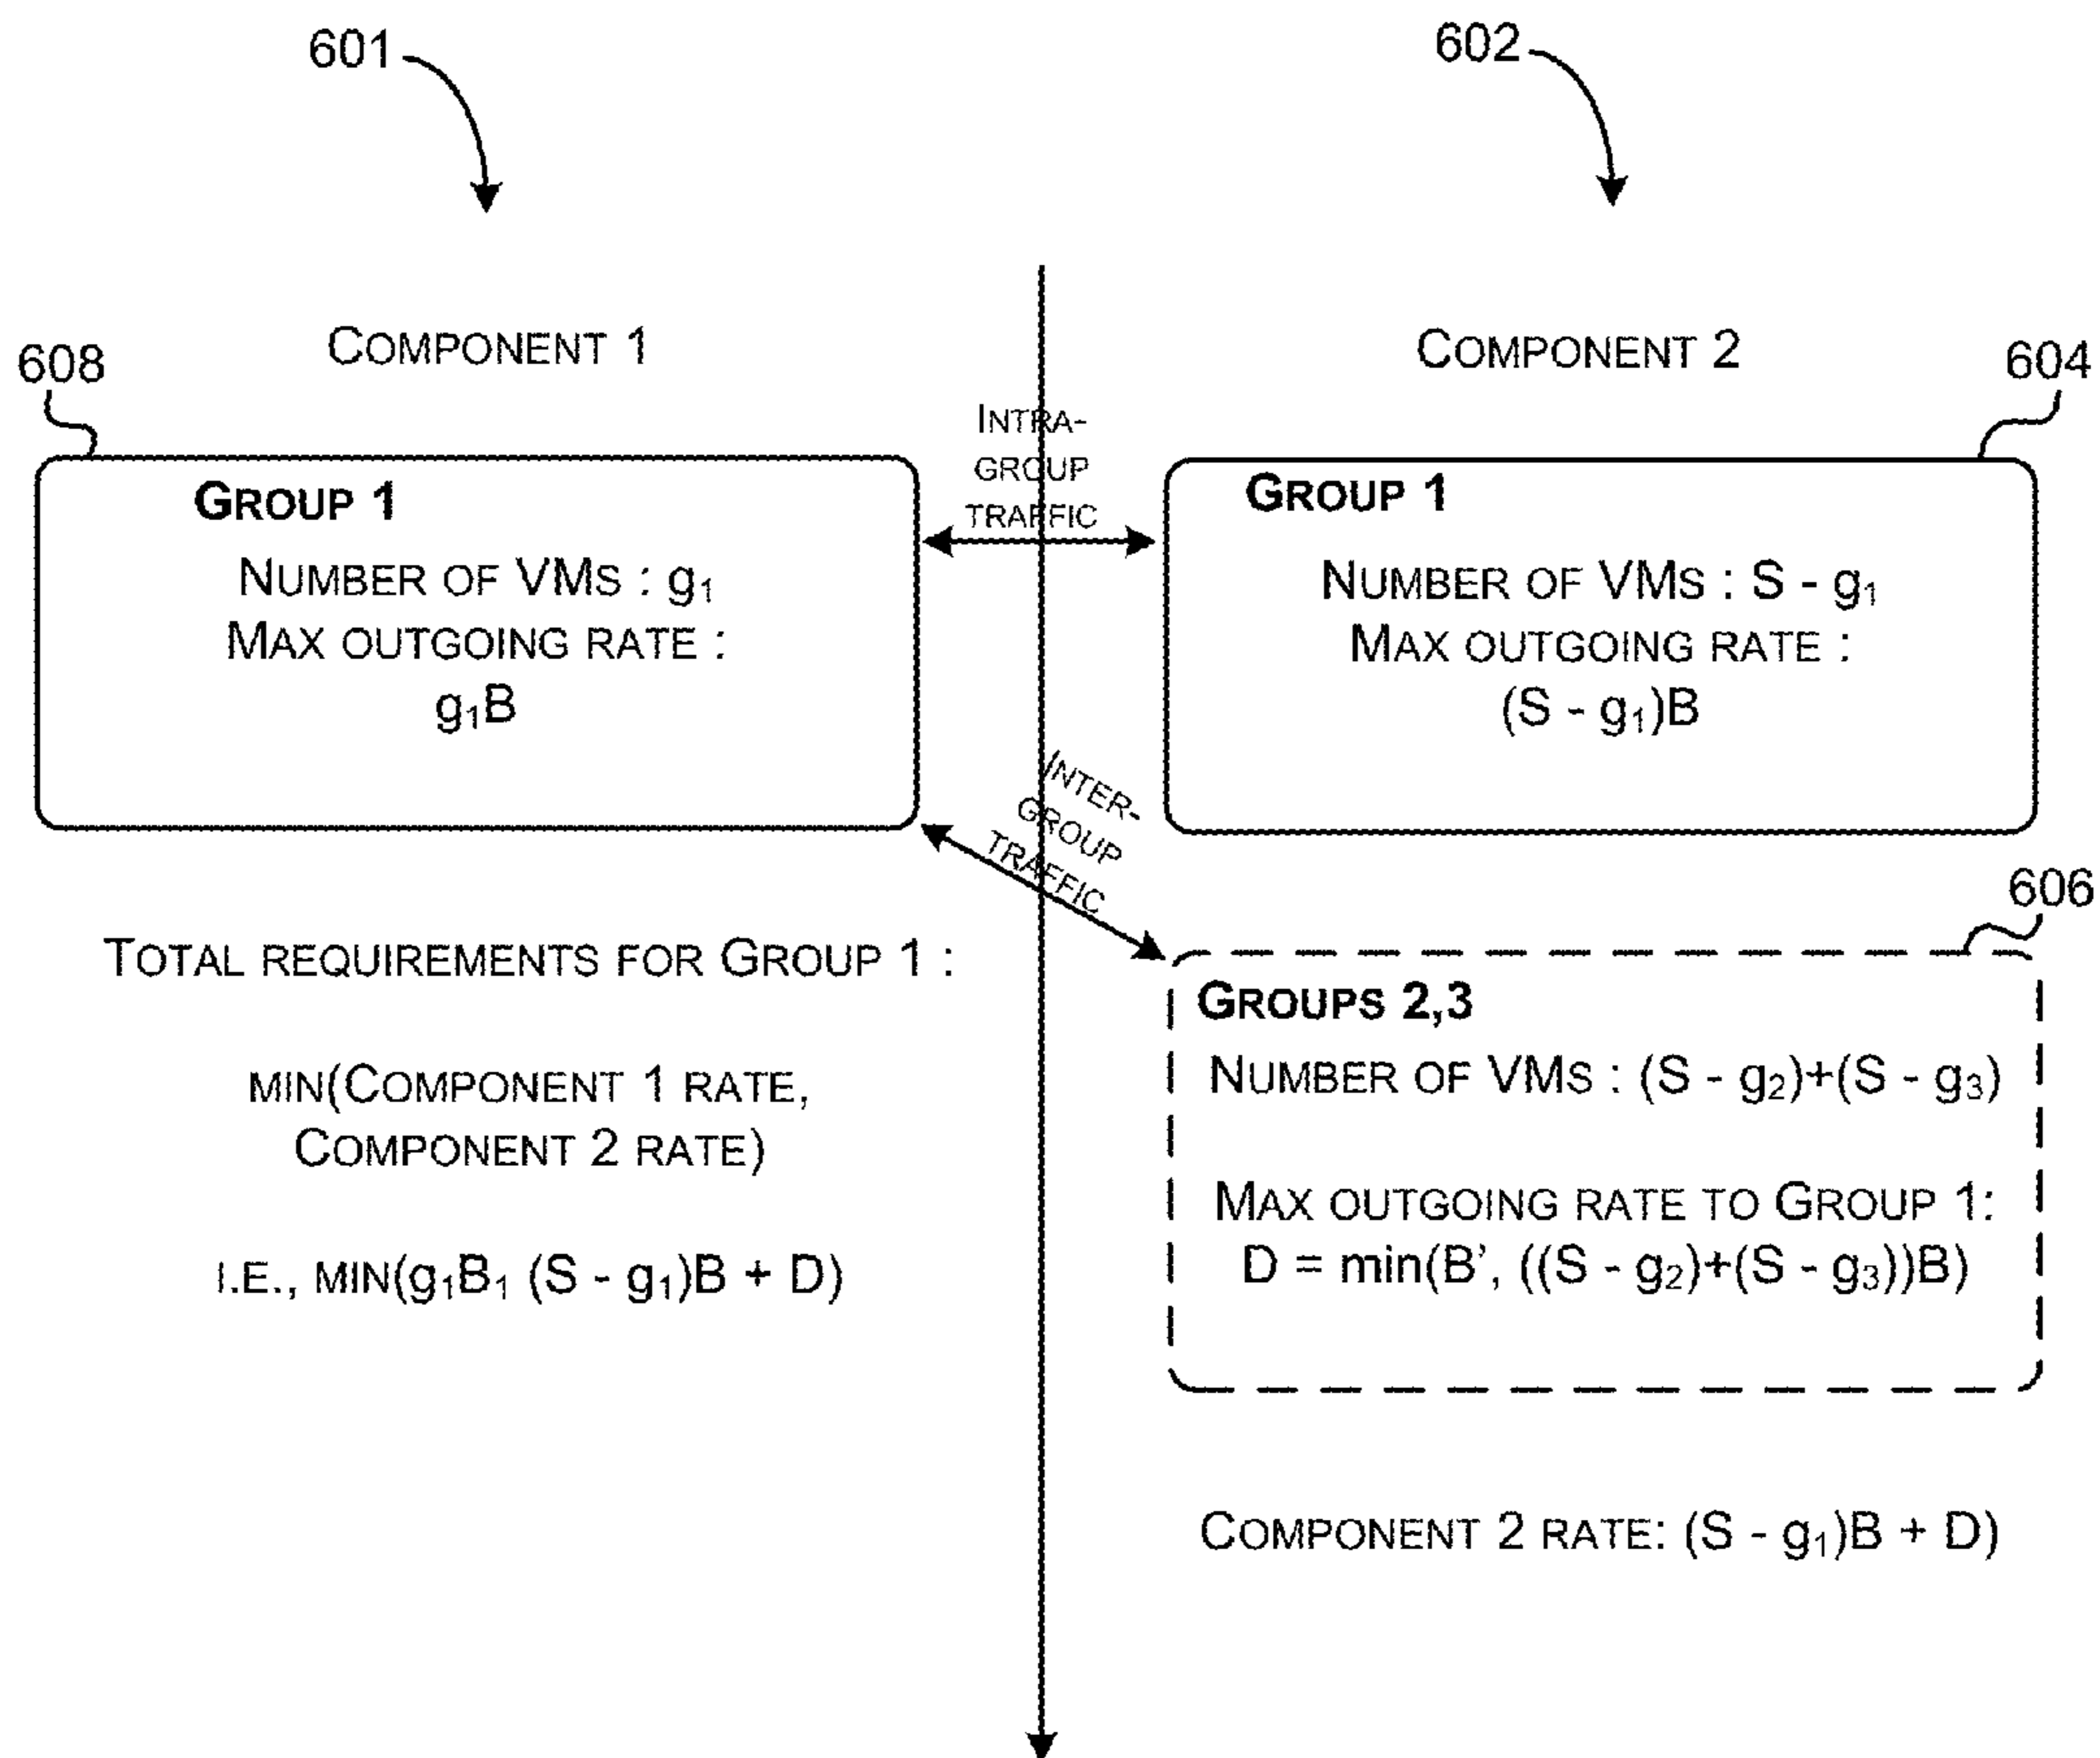 601
602
COMPONENT 1
COMPONENT 2
608
604
INTRA-
GROUP
TRAFFIC
GROUP 1
NUMBER OF VMS : g₁
MAX OUTGOING RATE :
g₁B
GROUP 1
NUMBER OF VMS : S - g₁
MAX OUTGOING RATE :
(S - g₁)B
INTER-
GROUP
TRAFFIC
606
TOTAL REQUIREMENTS FOR GROUP 1 :
MIN(COMPONENT 1 RATE,
COMPONENT 2 RATE)
I.E., MIN(g₁B₁ (S - g₁)B + D)
GROUPS 2,3
NUMBER OF VMS : (S - g₂)+(S - g₃)
MAX OUTGOING RATE TO GROUP 1:
D = min(B’, ((S - g₂)+(S - g₃))B)
COMPONENT 2 RATE: (S - g₁)B + D)